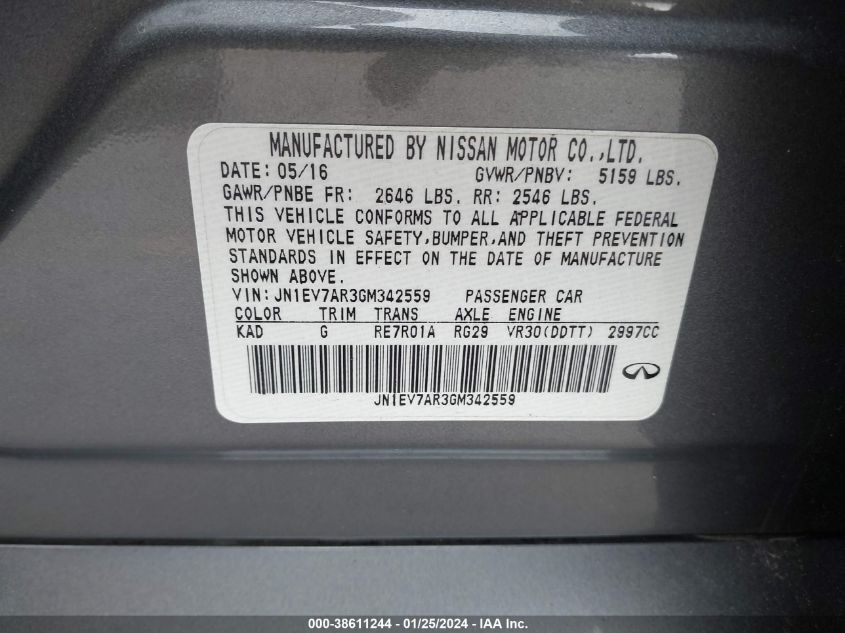 MANUFACTURED BY NISSAN MOTOR CO.,LTD.
DATE: 05/16 GVWR/PNBV: 5159 LBS.
GAWR/PNBE FR: 2646 LBS. RR: 2546 LBS.
THIS VEHICLE CONFORMS TO ALL APPLICABLE FEDERAL
MOTOR VEHICLE SAFETY,BUMPER,AND THEFT PREVENTION
STANDARDS IN EFFECT ON THE DATE OF MANUFACTURE
SHOWN ABOVE.
VIN:JN1EV7AR3GM342559 PASSENGER CAR
COLOR TRIM TRANS AXLE ENGINE
KAD G RE7R01A RG29 VR30(DDTT) 2997CC
JN1EV7AR3GM342559
000-38611244 - 01/25/2024 - IAA Inc.